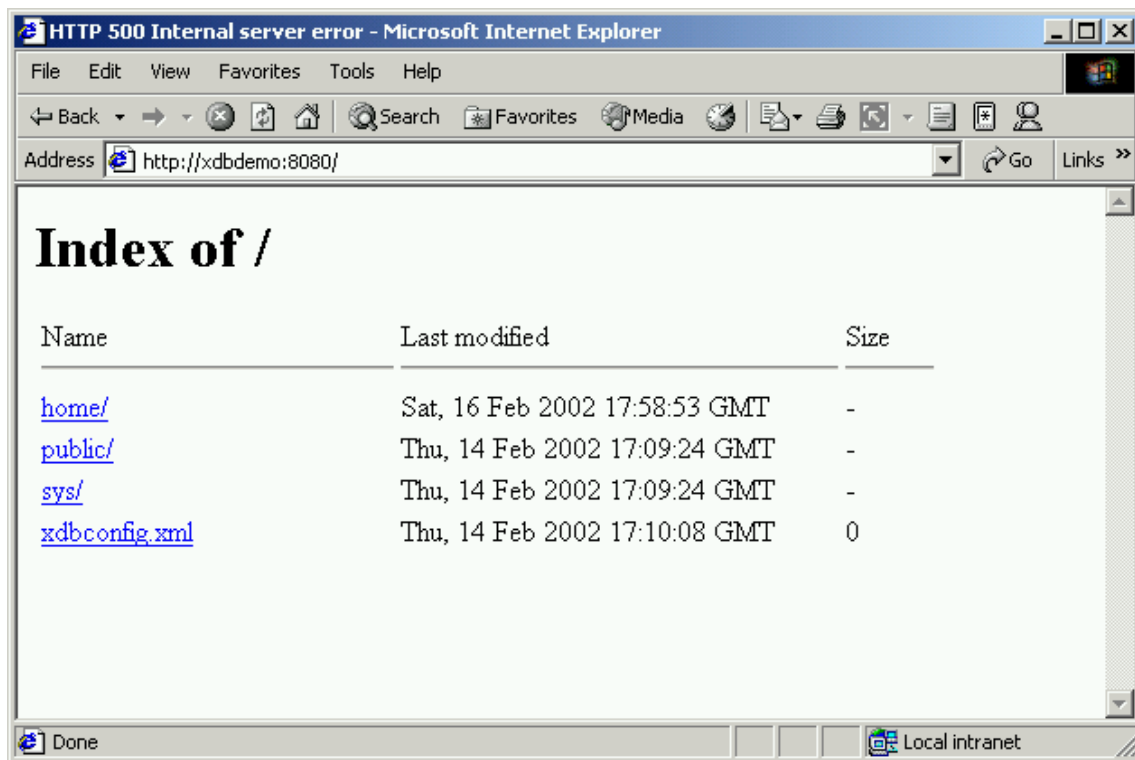 HTTP 500 Internal server error - Microsoft Internet Explorer
File Edit View Favorites Tools Help
Back Search Favorites Media
Address http://xdbdemo:8080/ Go Links »
Index of /
Name Last modified Size
home/ Sat, 16 Feb 2002 17:58:53 GMT -
public/ Thu, 14 Feb 2002 17:09:24 GMT -
sys/ Thu, 14 Feb 2002 17:09:24 GMT -
xdbconfig.xml Thu, 14 Feb 2002 17:10:08 GMT 0
Done Local intranet